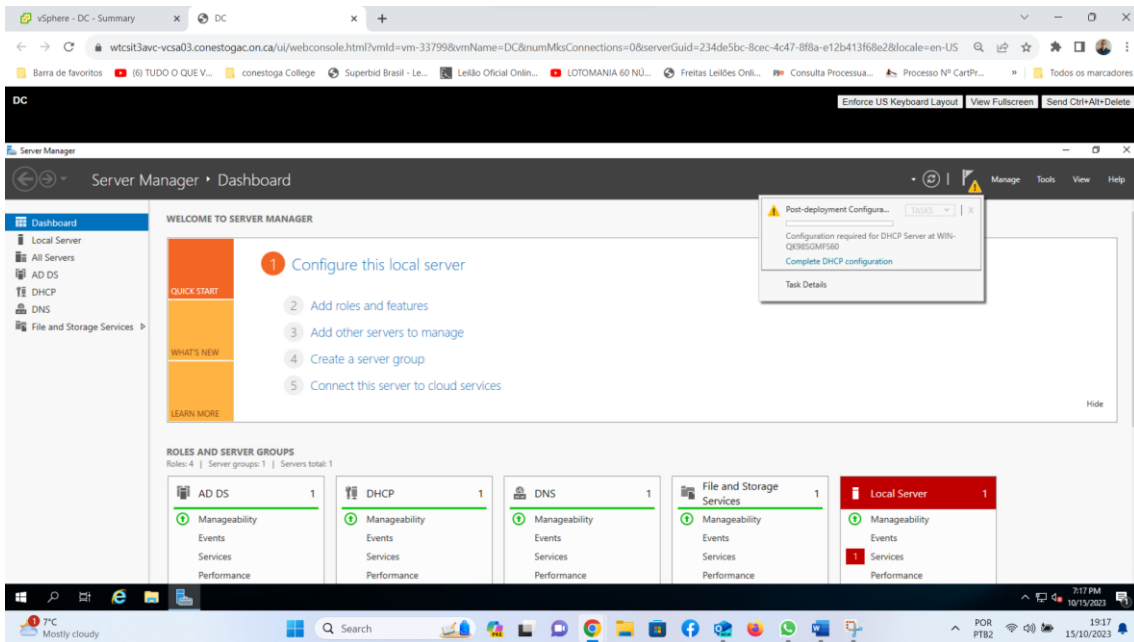 vSphere - DC - Summary
DC
wtcsit3avc-vcsa03.conestogac.on.ca/ui/webconsole.html?vmId=vm-33799&vmName=DC&numMksConnections=0&serverGuid=234de5bc-8cec-4c47-8f8a-e12b413f68e2&locale=en-US
Barra de favoritos
(6) TUDO O QUE V...
conestoga College
Superbid Brasil - Le...
Leilão Oficial Onlin...
LOTOMANIA 60 NÚ...
Freitas Leilões Onli...
Consulta Processua...
Processo Nº CartPr...
»
Todos os marcadores
DC
Enforce US Keyboard Layout
View Fullscreen
Send Ctrl+Alt+Delete
Server Manager
Server Manager • Dashboard
Manage
Tools
View
Help
Post-deployment Configura...
TASKS
X
Configuration required for DHCP Server at WIN-
Complete DHCP configuration
Task Details
Dashboard
Local Server
All Servers
AD DS
DHCP
DNS
File and Storage Services
WELCOME TO SERVER MANAGER
QUICK START
WHAT'S NEW
LEARN MORE
1 Configure this local server
2 Add roles and features
3 Add other servers to manage
4 Create a server group
5 Connect this server to cloud services
Hide
ROLES AND SERVER GROUPS
Roles: 4 | Server groups: 1 | Servers total: 1
AD DS 1
Manageability
Events
Services
Performance
DHCP 1
Manageability
Events
Services
Performance
DNS 1
Manageability
Events
Services
Performance
File and Storage
Services 1
Manageability
Events
Services
Performance
Local Server 1
Manageability
Events
1 Services
Performance
7:17 PM
10/15/2023
7°C
Mostly cloudy
Search
POR
PTB2
19:17
15/10/2023